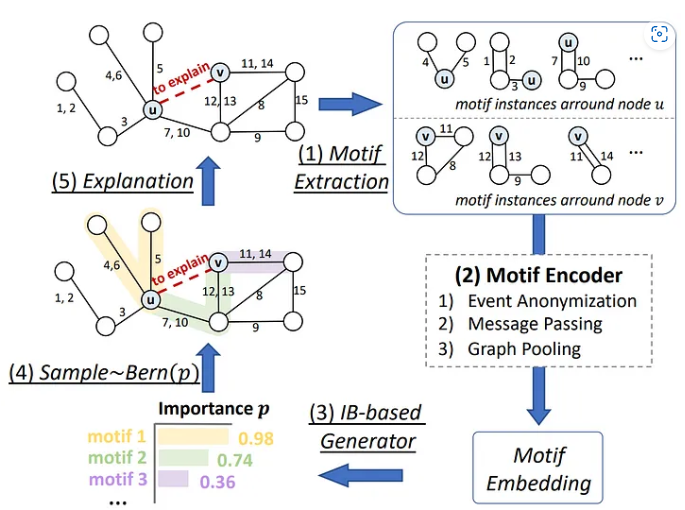 4,6
5
to explain
v
11, 14
1, 2
3
u
7, 10
12, 13
8
15
9
(1) Motif
Extraction
4
5
u
1
2
3
u
u
7
10
9
...
motif instances arround node u
v
11
12
8
v
12
13
9
v
11
14
...
motif instances arround node v
(5) Explanation
(2) Motif Encoder
1) Event Anonymization
2) Message Passing
3) Graph Pooling
4,6
5
to explain
v
11, 14
1, 2
3
u
7, 10
12, 13
8
15
9
(4) Sample~Bern(p)
Importance p
motif 1 0.98
motif 2 0.74
motif 3 0.36
...
(3) IB-based
Generator
Motif
Embedding